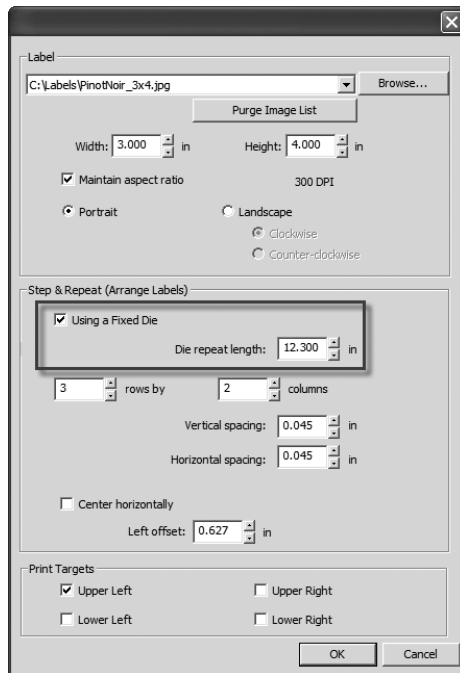 Label
C:\Labels\PinotNoir_3x4.jpg Browse...
Purge Image List
Width: 3.000 in Height: 4.000 in
Maintain aspect ratio 300 DPI
Portrait Landscape
Clockwise
Counter-clockwise
Step & Repeat (Arrange Labels)
Using a Fixed Die
Die repeat length: 12.300 in
3 rows by 2 columns
Vertical spacing: 0.045 in
Horizontal spacing: 0.045 in
Center horizontally
Left offset: 0.627 in
Print Targets
Upper Left Upper Right
Lower Left Lower Right
OK Cancel